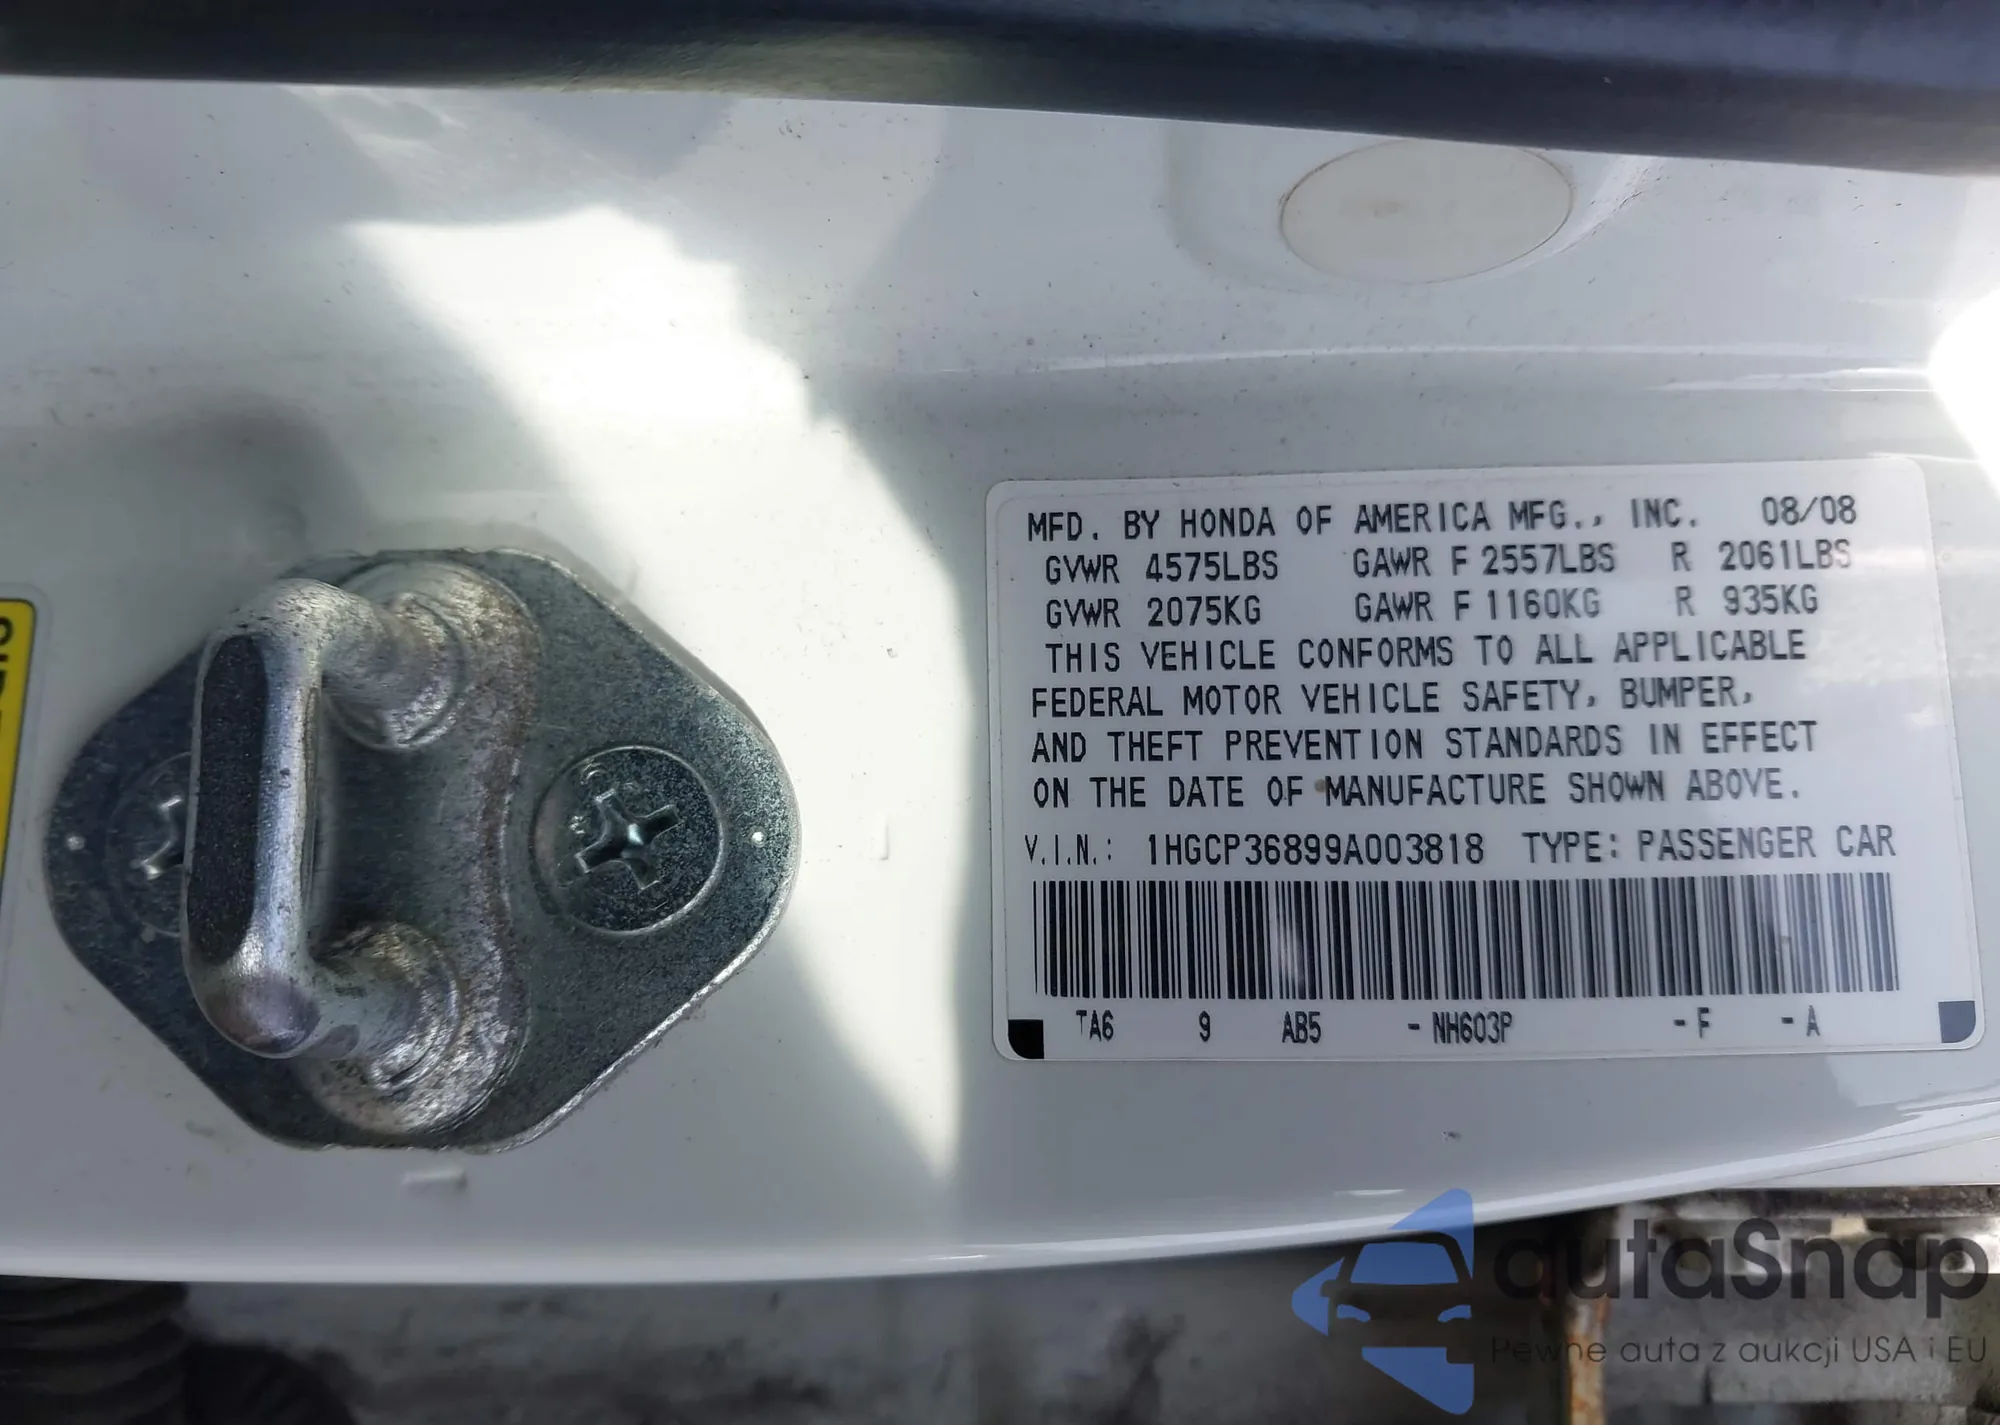 MFD. BY HONDA OF AMERICA MFG., INC. 08/08
GVWR 4575LBS GAWR F 2557LBS R 2061LBS
GVWR 2075KG GAWR F 1160KG R 935KG
THIS VEHICLE CONFORMS TO ALL APPLICABLE
FEDERAL MOTOR VEHICLE SAFETY, BUMPER,
AND THEFT PREVENTION STANDARDS IN EFFECT
ON THE DATE OF MANUFACTURE SHOWN ABOVE.
V.I.N.: 1HGCP36899A003818 TYPE: PASSENGER CAR
TA6 9 AB5 - NH603P - F - A
autaSnap
Pewne auta z aukcji USA i EU